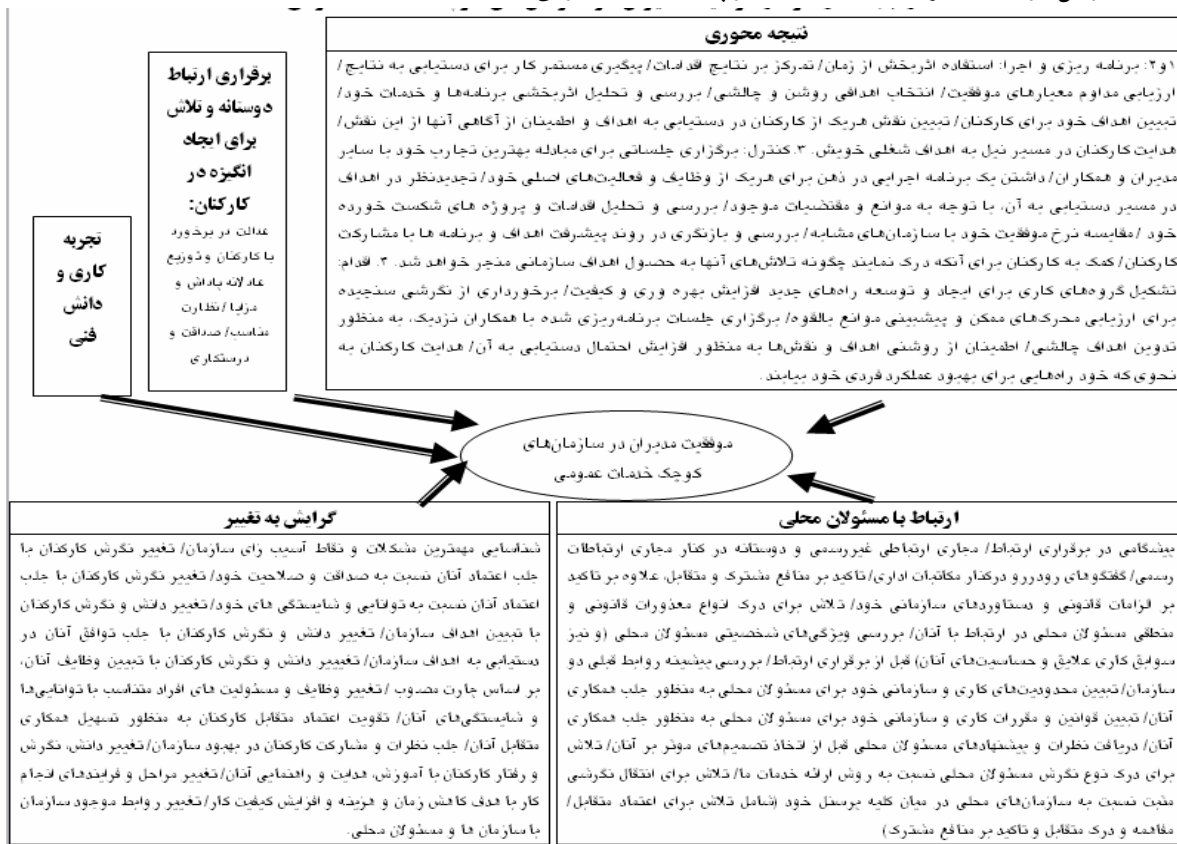 نتیجه محوری
۱و۲: برنامه ریزی و اجرا: استفاده اثربخش از زمان/ تمرکز بر نتایج اقدامات/ پیگیری مستمر کار برای دستیابی به نتایج/
ارزیابی مداوم معیارهای موفقیت/ انتخاب اهدافی روشن و چالشی/ بررسی و تحلیل اثربخشی برنامه‌ها و خدمات خود/
تبیین اهداف خود برای کارکنان/ تبیین نقش هریک از کارکنان در دستیابی به اهداف و اطمینان از آگاهی آنها از این نقش/
هدایت کارکنان در مسیر نیل به اهداف شغلی خویش. ۳.کنترل: برگزاری جلساتی برای مبادله بهترین تجارب خود با سایر
مدیران و همکاران/ داشتن یک برنامه اجرایی در ذهن برای هریک از وظایف و فعالیت‌های اصلی خود/ تجدیدنظر در اهداف
در مسیر دستیابی به آن، با توجه به موانع و مقتضیات موجود/ بررسی و تحلیل اقدامات و پروژه های شکست خورده
خود /مقایسه نرخ موفقیت خود با سازمان‌های مشابه/ بررسی و بازنگری در روند پیشرفت اهداف و برنامه ها با مشارکت
کارکنان/ کمک به کارکنان برای آنکه درک نمایند چگونه تلاش‌های آنها به حصول اهداف سازمانی منجر خواهد شد. ۴. اقدام:
تشکیل گروه‌های کاری برای ایجاد و توسعه راه‌های جدید افزایش بهره وری و کیفیت/ برخورداری از نگرشی سنجیده
برای ارزیابی محرک‌های ممکن و پیشبینی موانع بالقوه/ برگزاری جلسات برنامه‌ریزی شده با همکاران نزدیک، به منظور
تدوین اهداف چالشی/ اطمینان از روشنی اهداف و نقش‌ها به منظور افزایش احتمال دستیابی به آن/ هدایت کارکنان به
نحوی که خود راه‌هایی برای بهبود عملکرد فردی خود بیابند.
برقراری ارتباط
دوستانه و تلاش
برای ایجاد
انگیزه در
کارکنان:
عدالت در برخورد
با کارکنان و توزیع
عادلانه پاداش و
مزایا/ نظارت
مناسب/ صداقت و
درستکاری
تجربه
کاری و
دانش
فنی
موفقیت مدیران در سازمان‌های
کوچک خدمات عمومی
ارتباط با مسئولان محلی
پیشگامی در برقراری ارتباط/ مجاری ارتباطی غیررسمی و دوستانه در کنار مجاری ارتباطات
رسمی/ گفتگوهای رودررو درکنار مکاتبات اداری/ تاکید بر منافع مشترک و متقابل، علاوه بر تاکید
بر الزامات قانونی و دستاوردهای سازمانی خود/ تلاش برای درک انواع معذورات قانونی و
منطقی مسئولان محلی در ارتباط با آنان/ بررسی ویژگی‌های شخصیتی مسئولان محلی (و نیز
سوابق کاری علایق و حساسیت‌های آنان) قبل از برقراری ارتباط/ بررسی پیشینه روابط قبلی دو
سازمان/ تبیین محدودیت‌های کاری و سازمانی خود برای مسئولان محلی به منظور جلب همکاری
آنان/ تبیین قوانین و مقررات کاری و سازمانی خود برای مسئولان محلی به منظور جلب همکاری
آنان/ دریافت نظرات و پیشنهادهای مسئولان محلی قبل از اتخاذ تصمیم‌های موثر بر آنان/ تلاش
برای درک نوع نگرش مسئولان محلی نسبت به روش ارائه خدمات ما/ تلاش برای انتقال نگرشی
مثبت نسبت به سازمان‌های محلی در میان کلیه پرسنل خود (شامل تلاش برای اعتماد متقابل/
مفاهمه و درک متقابل و تاکید بر منافع مشترک)
گرایش به تغییر
شناسایی مهمترین مشکلات و نقاط آسیب زای سازمان/ تغییر نگرش کارکنان با
جلب اعتماد آنان نسبت به صداقت و صلاحیت خود/ تغییر نگرش کارکنان با جلب
اعتماد آنان نسبت به توانایی و شایستگی های خود/ تغییر دانش و نگرش کارکنان
با تبیین اهداف سازمان/ تغییر دانش و نگرش کارکنان با جلب توافق آنان در
دستیابی به اهداف سازمان/ تغییر دانش و نگرش کارکنان با تبیین وظایف آنان،
بر اساس چارت مصوب /تغییر وظایف و مسئولیت های افراد متناسب با توانایی‌ها
و شایستگی‌های آنان/ تقویت اعتماد متقابل کارکنان به منظور تسهیل همکاری
متقابل آنان/ جلب نظرات و مشارکت کارکنان در بهبود سازمان/ تغییر دانش، نگرش
و رفتار کارکنان با آموزش، هدایت و راهنمایی آنان/ تغییر مراحل و فرایندهای انجام
کار با هدف کاهش زمان و هزینه و افزایش کیفیت کار/ تغییر روابط موجود سازمان
با سازمان ها و مسئولان محلی.